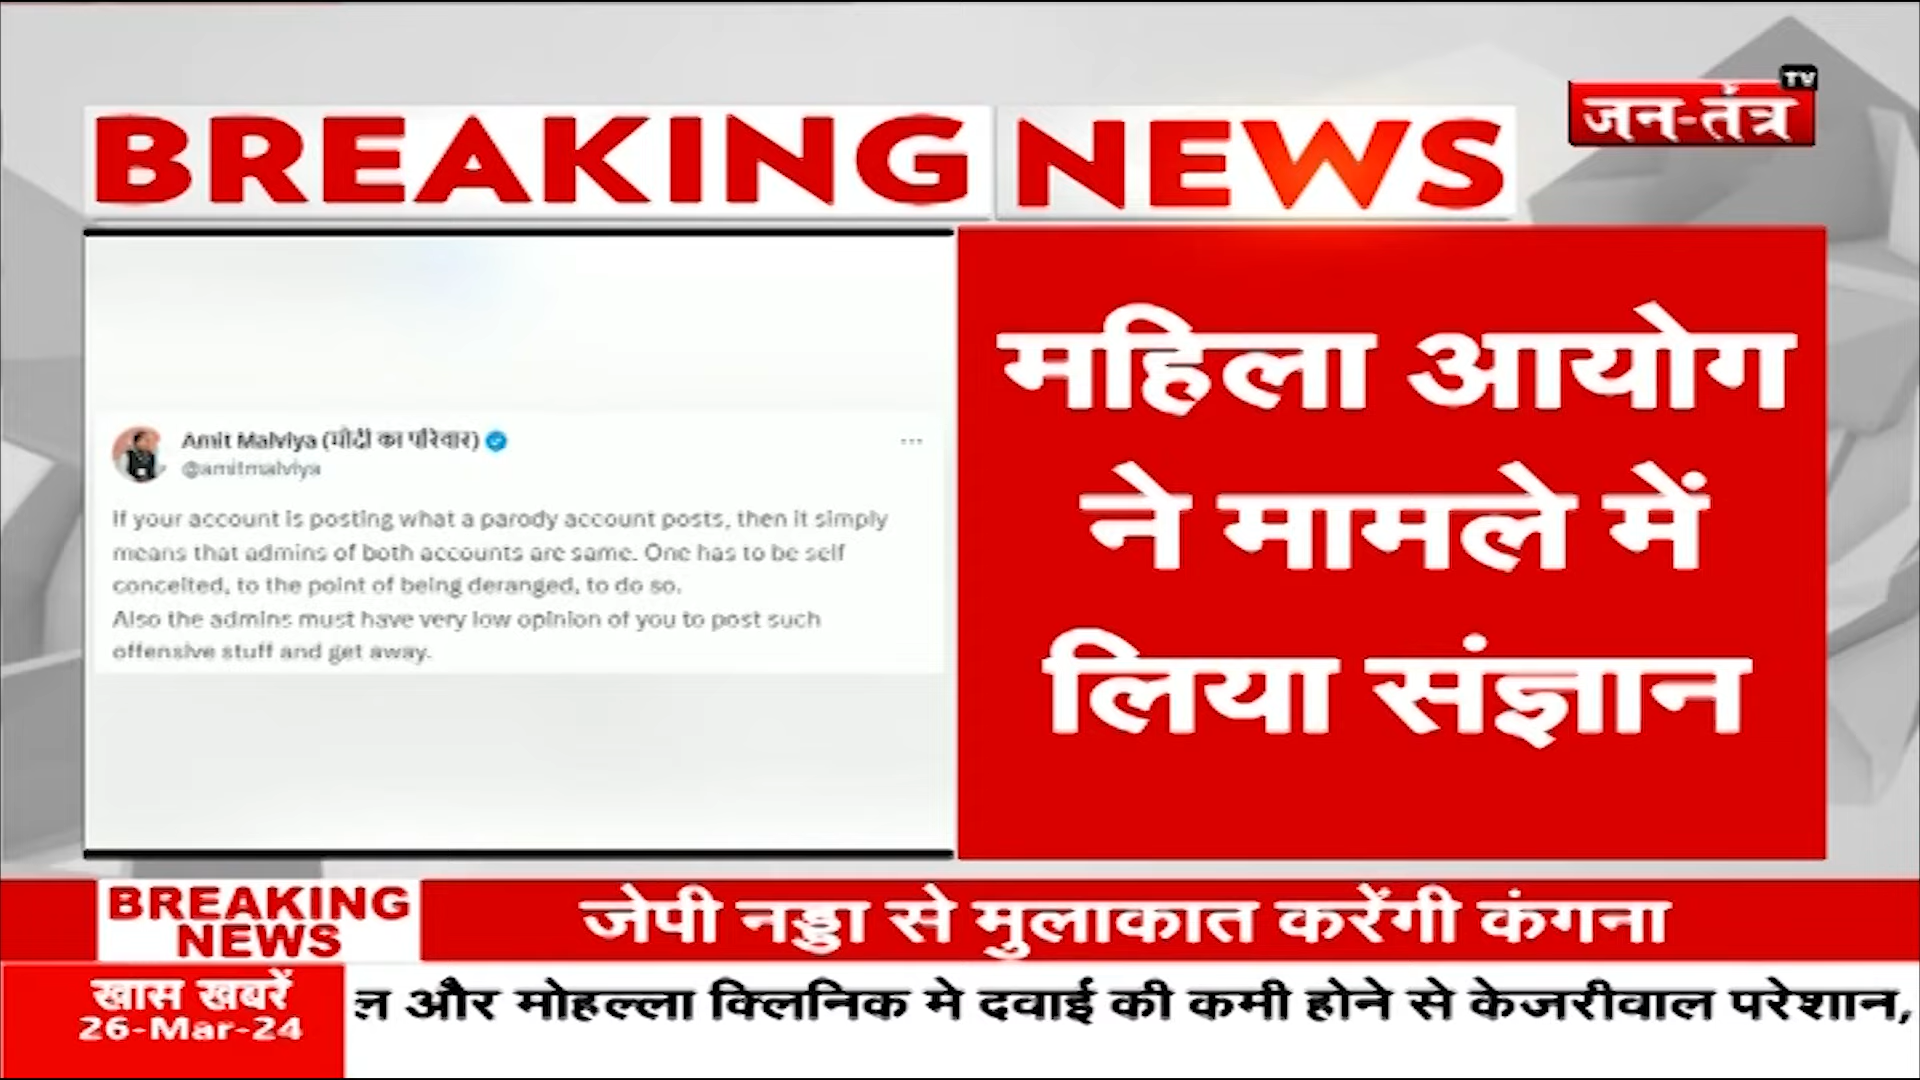 TV
जन-तंत्र
BREAKING NEWS
Amit Malviya (मोदी का परिवार)
@amitmalviya
If your account is posting what a parody account posts, then it simply
means that admins of both accounts are same. One has to be self
conceited, to the point of being deranged, to do so.
Also the admins must have very low opinion of you to post such
offensive stuff and get away.
महिला आयोग
ने मामले में
लिया संज्ञान
BREAKING
NEWS
जेपी नड्डा से मुलाकात करेंगी कंगना
खास खबरें
26-Mar-24
ल और मोहल्ला क्लिनिक मे दवाई की कमी होने से केजरीवाल परेशान,